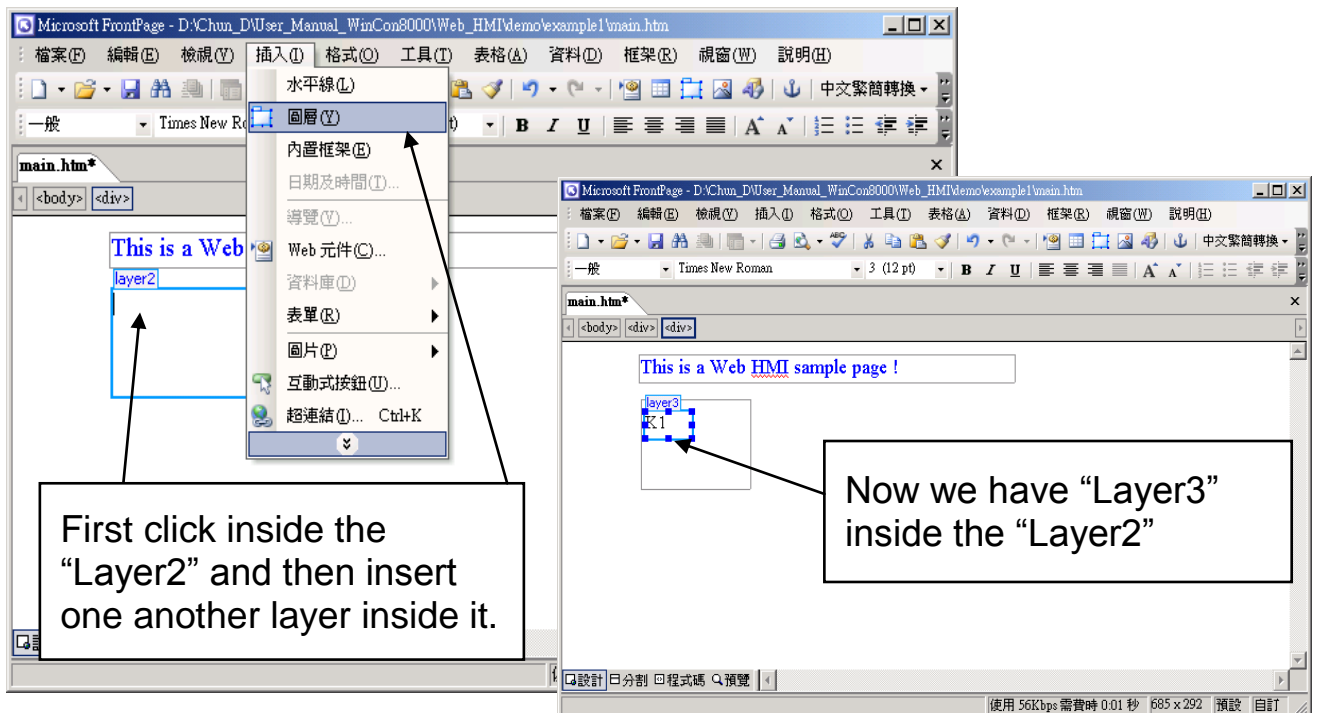 Microsoft FrontPage - D:\Chun_D\User_Manual_WinCon8000\Web_HMI\demo\example1\main.htm
檔案(F) 編輯(E) 檢視(V) 插入(I) 格式(O) 工具(T) 表格(A) 資料(D) 框架(R) 視窗(W) 說明(H)
中文繁簡轉換
一般 Times New Ro
B I U A A
main.htm*
<body> <div>
水平線(L)
圖層(Y)
內置框架(E)
日期及時間(T)...
導覽(V)...
Web 元件(C)...
資料庫(D)
表單(R)
圖片(P)
互動式按鈕(U)...
超連結(I)... Ctrl+K
This is a Web
layer2
First click inside the
“Layer2” and then insert
one another layer inside it.
Microsoft FrontPage - D:\Chun_D\User_Manual_WinCon8000\Web_HMI\demo\example1\main.htm
檔案(F) 編輯(E) 檢視(V) 插入(I) 格式(O) 工具(T) 表格(A) 資料(D) 框架(R) 視窗(W) 說明(H)
中文繁簡轉換
一般 Times New Roman 3 (12 pt) B I U A A
main.htm*
<body> <div> <div>
This is a Web HMI sample page !
layer3
K1
Now we have “Layer3”
inside the “Layer2”
設計 分割 程式碼 預覽
使用 56Kbps 需費時 0:01 秒 685 x 292 預設 自訂